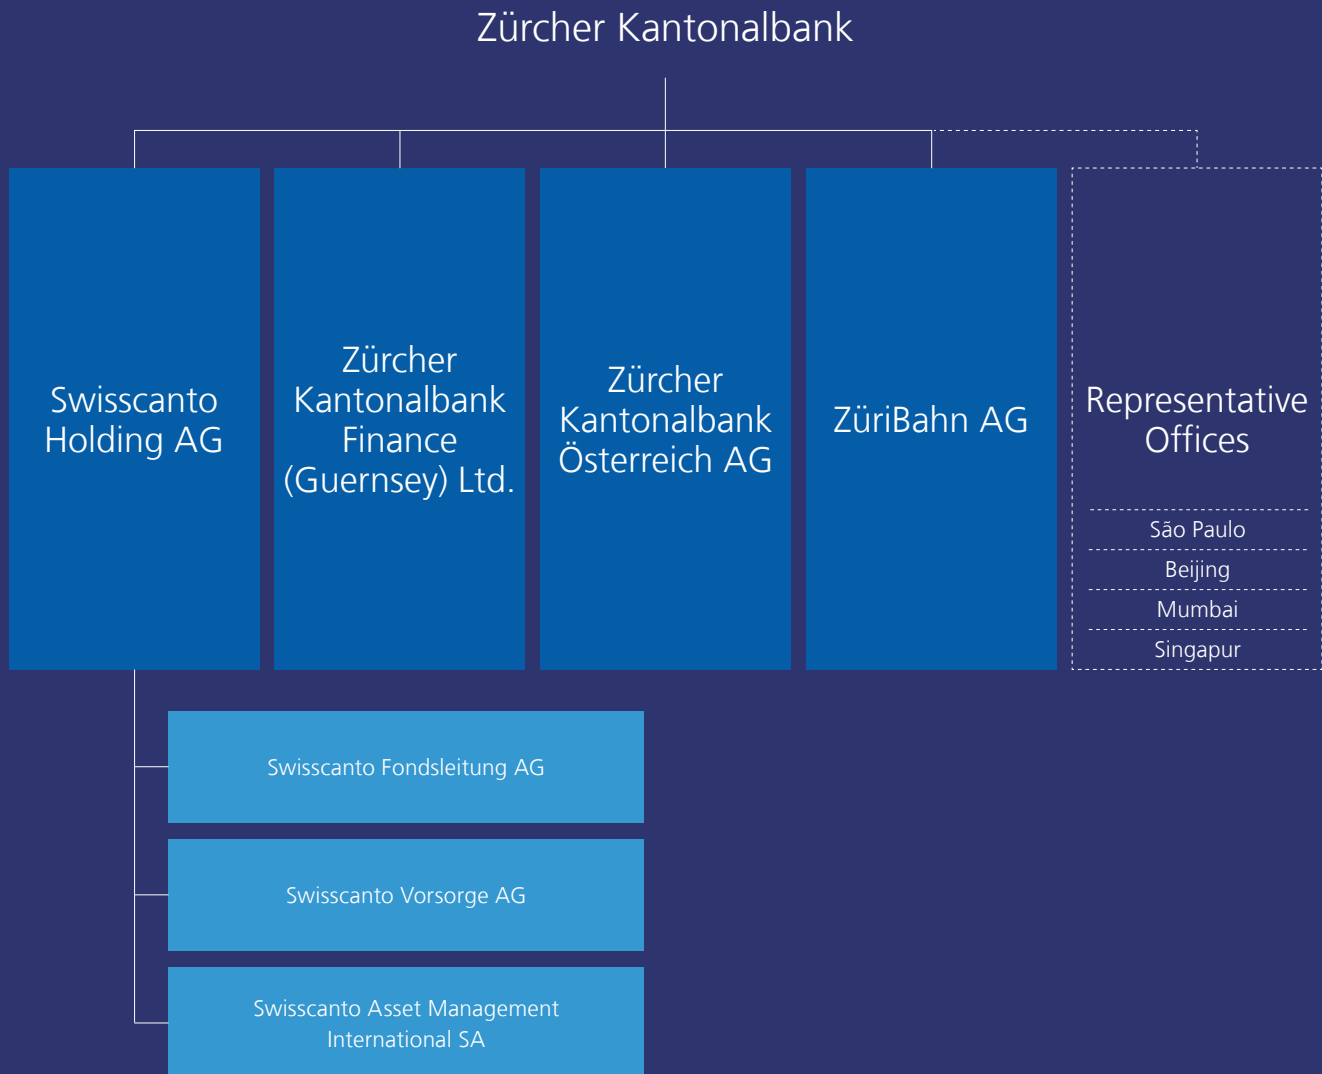 Zürcher Kantonalbank
Swisscanto
Holding AG
Zürcher
Kantonalbank
Finance
(Guernsey) Ltd.
Zürcher
Kantonalbank
Österreich AG
ZüriBahn AG
Representative
Offices
São Paulo
Beijing
Mumbai
Singapur
Swisscanto Fondsleitung AG
Swisscanto Vorsorge AG
Swisscanto Asset Management
International SA